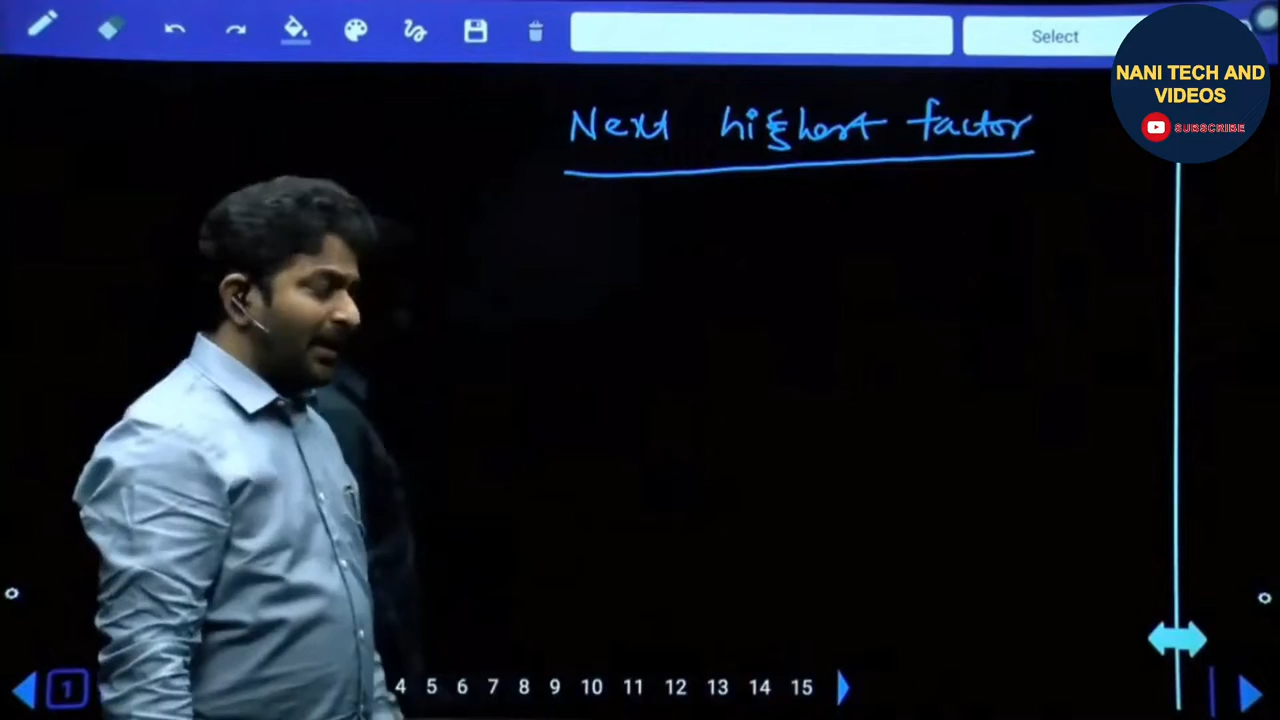 Select
NANI TECH AND
VIDEOS
SUBSCRIBE
Next highest factor
1 4 5 6 7 8 9 10 11 12 13 14 15